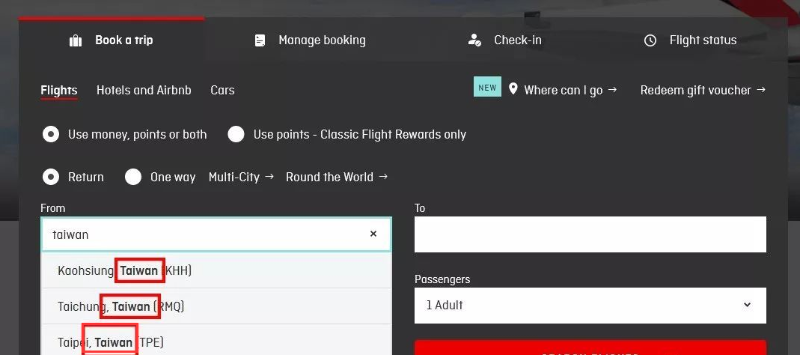 Book a trip
Manage booking
Check-in
Flight status
Flights
Hotels and Airbnb
Cars
NEW
Where can I go →
Redeem gift voucher →
Use money, points or both
Use points - Classic Flight Rewards only
Return
One way
Multi-City →
Round the World →
From
To
taiwan ×
Kaohsiung, Taiwan (KHH)
Passengers
Taichung, Taiwan (RMQ)
1 Adult
Taipei, Taiwan (TPE)